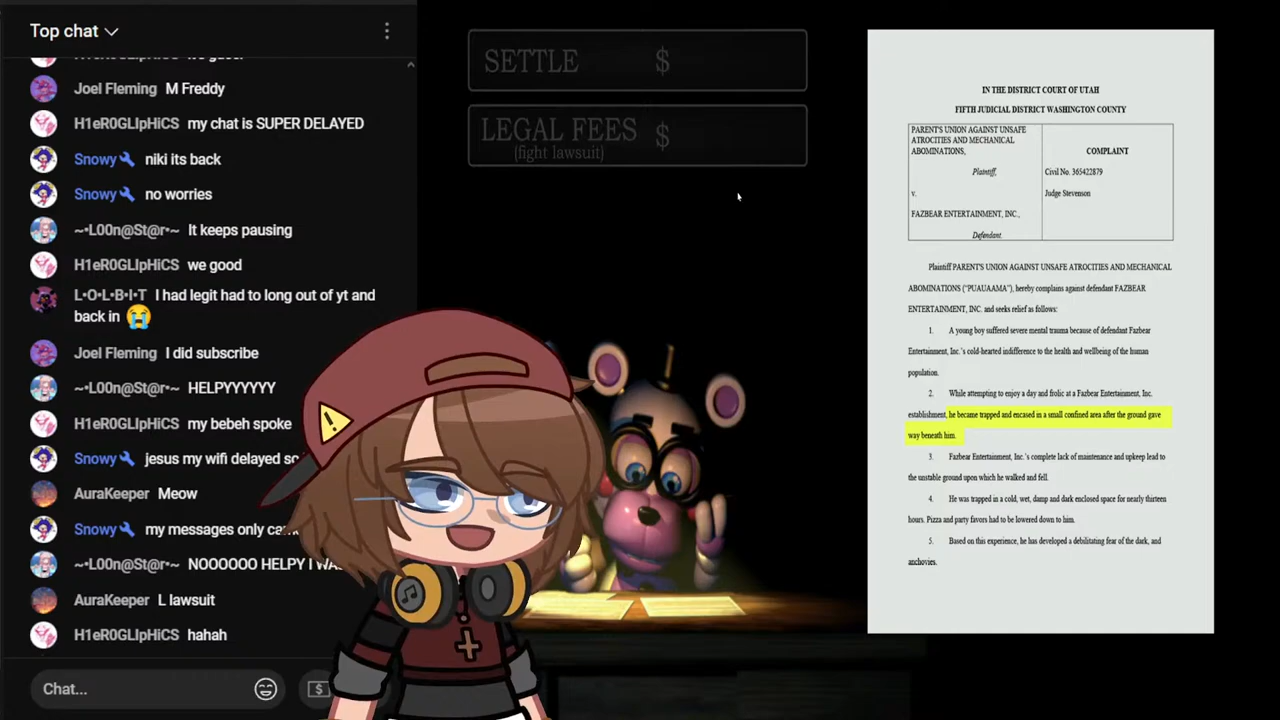 Top chat
Joel Fleming M Freddy
H1eR0GLIpHiCS my chat is SUPER DELAYED
Snowy niki its back
Snowy no worries
~•L00n@St@r•~ It keeps pausing
H1eR0GLIpHiCS we good
L•O•L•B•I•T I had legit had to long out of yt and
back in 😭
Joel Fleming I did subscribe
~•L00n@St@r•~ HELPYYYYYY
H1eR0GLIpHiCS my kebeh spoke
Snowy jesus my wifi delayed so
AuraKeeper Meow
Snowy my messages only
~•L00n@St@r•~ NOOOOOO HELPY I
AuraKeeper L lawsuit
H1eR0GLIpHiCS hahah
Chat...
SETTLE $
LEGAL FEES $
(fight lawsuit)
IN THE DISTRICT COURT OF UTAH
FIFTH JUDICIAL DISTRICT WASHINGTON COUNTY
PARENT'S UNION AGAINST UNSAFE
ATROCITIES AND MECHANICAL
ABOMINATIONS,
Plaintiff,
v.
FAZBEAR ENTERTAINMENT, INC.,
Defendant.
COMPLAINT
Civil No. 365422879
Judge Stevenson
Plaintiff PARENT'S UNION AGAINST UNSAFE ATROCITIES AND MECHANICAL
ABOMINATIONS ("PUAUAAMA"), hereby complains against defendant FAZBEAR
ENTERTAINMENT, INC. and seeks relief as follows:
1. A young boy suffered severe mental trauma because of defendant Fazbear
Entertainment, Inc.'s cold-hearted indifference to the health and wellbeing of the human
population.
2. While attempting to enjoy a day and frolic at a Fazbear Entertainment, Inc.
establishment, he became trapped and encased in a small confined area after the ground gave
way beneath him.
3. Fazbear Entertainment, Inc.'s complete lack of maintenance and upkeep lead to
the unstable ground upon which he walked and fell.
4. He was trapped in a cold, wet, damp and dark enclosed space for nearly thirteen
hours. Pizza and party favors had to be lowered down to him.
5. Based on this experience, he has developed a debilitating fear of the dark, and
anchovies.